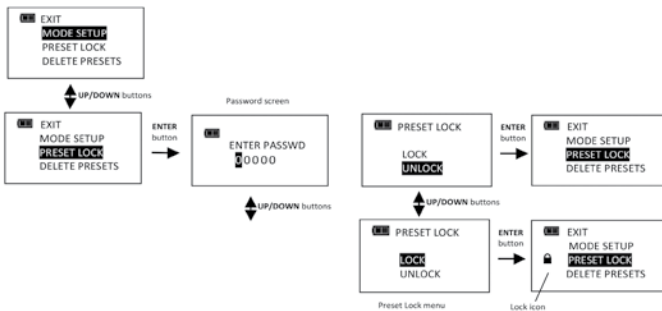 EXIT
MODE SETUP
PRESET LOCK
DELETE PRESETS
UP/DOWN buttons
EXIT
MODE SETUP
PRESET LOCK
DELETE PRESETS
ENTER
button
Password screen
ENTER PASSWD
00000
UP/DOWN buttons
PRESET LOCK
LOCK
UNLOCK
ENTER
button
EXIT
MODE SETUP
PRESET LOCK
DELETE PRESETS
UP/DOWN buttons
PRESET LOCK
LOCK
UNLOCK
Preset Lock menu
ENTER
button
EXIT
MODE SETUP
PRESET LOCK
DELETE PRESETS
Lock icon